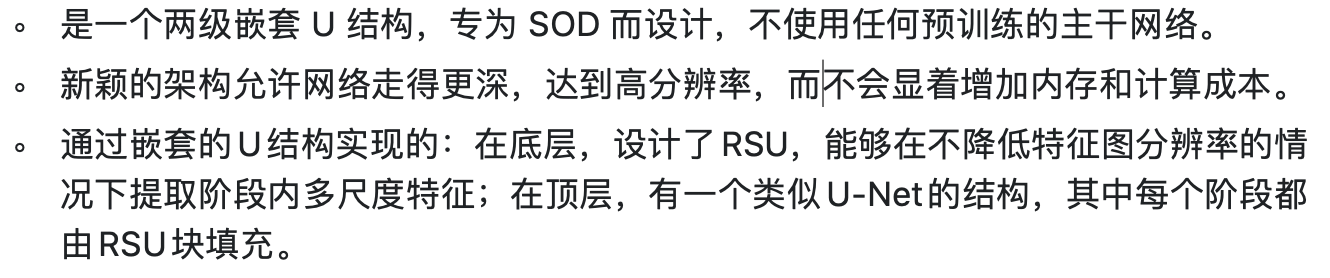 是一个两级嵌套 U 结构，专为 SOD 而设计，不使用任何预训练的主干网络。
新颖的架构允许网络走得更深，达到高分辨率，而不会显着增加内存和计算成本。
通过嵌套的U结构实现的：在底层，设计了RSU，能够在不降低特征图分辨率的情
况下提取阶段内多尺度特征；在顶层，有一个类似U-Net的结构，其中每个阶段都
由RSU块填充。